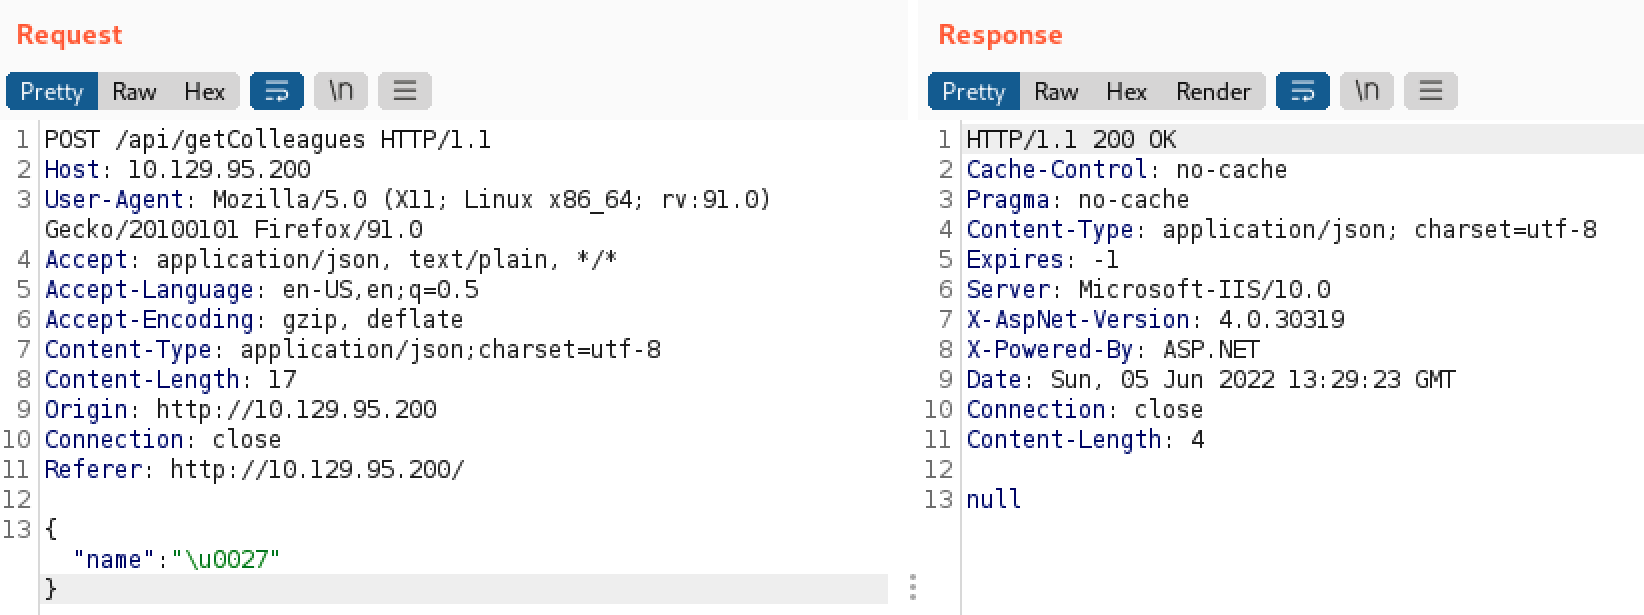 Request
Pretty Raw Hex \n
1 POST /api/getColleagues HTTP/1.1
2 Host: 10.129.95.200
3 User-Agent: Mozilla/5.0 (X11; Linux x86_64; rv:91.0)
Gecko/20100101 Firefox/91.0
4 Accept: application/json, text/plain, */*
5 Accept-Language: en-US,en;q=0.5
6 Accept-Encoding: gzip, deflate
7 Content-Type: application/json;charset=utf-8
8 Content-Length: 17
9 Origin: http://10.129.95.200
10 Connection: close
11 Referer: http://10.129.95.200/
12
13 {
"name":"\u0027"
}
Response
Pretty Raw Hex Render \n
1 HTTP/1.1 200 OK
2 Cache-Control: no-cache
3 Pragma: no-cache
4 Content-Type: application/json; charset=utf-8
5 Expires: -1
6 Server: Microsoft-IIS/10.0
7 X-AspNet-Version: 4.0.30319
8 X-Powered-By: ASP.NET
9 Date: Sun, 05 Jun 2022 13:29:23 GMT
10 Connection: close
11 Content-Length: 4
12
13 null